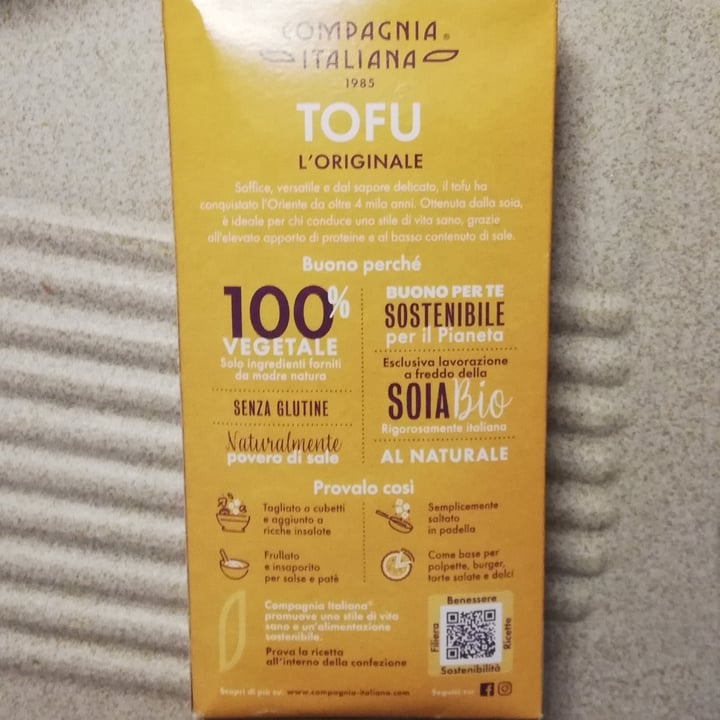 COMPAGNIA®
ITALIANA
1985
TOFU
L'ORIGINALE
Soffice, versatile e dal sapore delicato, il tofu ha
conquistato l'Oriente da oltre 4 mila anni. Ottenuta dalla soia,
è ideale per chi conduce uno stile di vita sano, grazie
all'elevato apporto di proteine e al basso contenuto di sale.
Buono perché
100%
VEGETALE
Solo ingredienti forniti
da madre natura
SENZA GLUTINE
Naturalmente
povero di sale
BUONO PER TE
SOSTENIBILE
per il Pianeta
Esclusiva lavorazione
a freddo della
SOIA Bio
Rigorosamente italiana
AL NATURALE
Provalo così
Tagliato a cubetti
e aggiunto a
ricche insalate
Semplicemente
saltato
in padella
Frullato
e insaporito
per salse e patè
Come base per
polpette, burger,
torte salate e dolci
Compagnia Italiana®
promuove uno stile di vita
sano e un'alimentazione
sostenibile.
Prova la ricetta
all'interno della confezione
Benessere
Filiera
Ricette
Sostenibilità
Scopri di più su: www.compagnia-italiana.com
Seguici su: